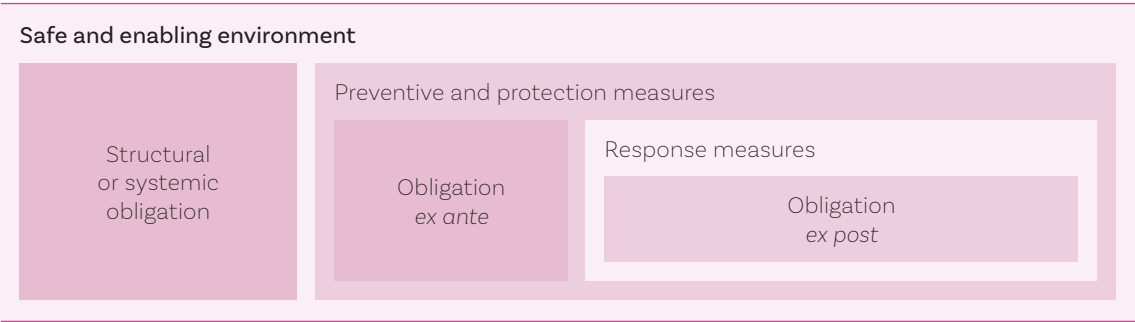 Safe and enabling environment
Structural
or systemic
obligation
Preventive and protection measures
Obligation
ex ante
Response measures
Obligation
ex post